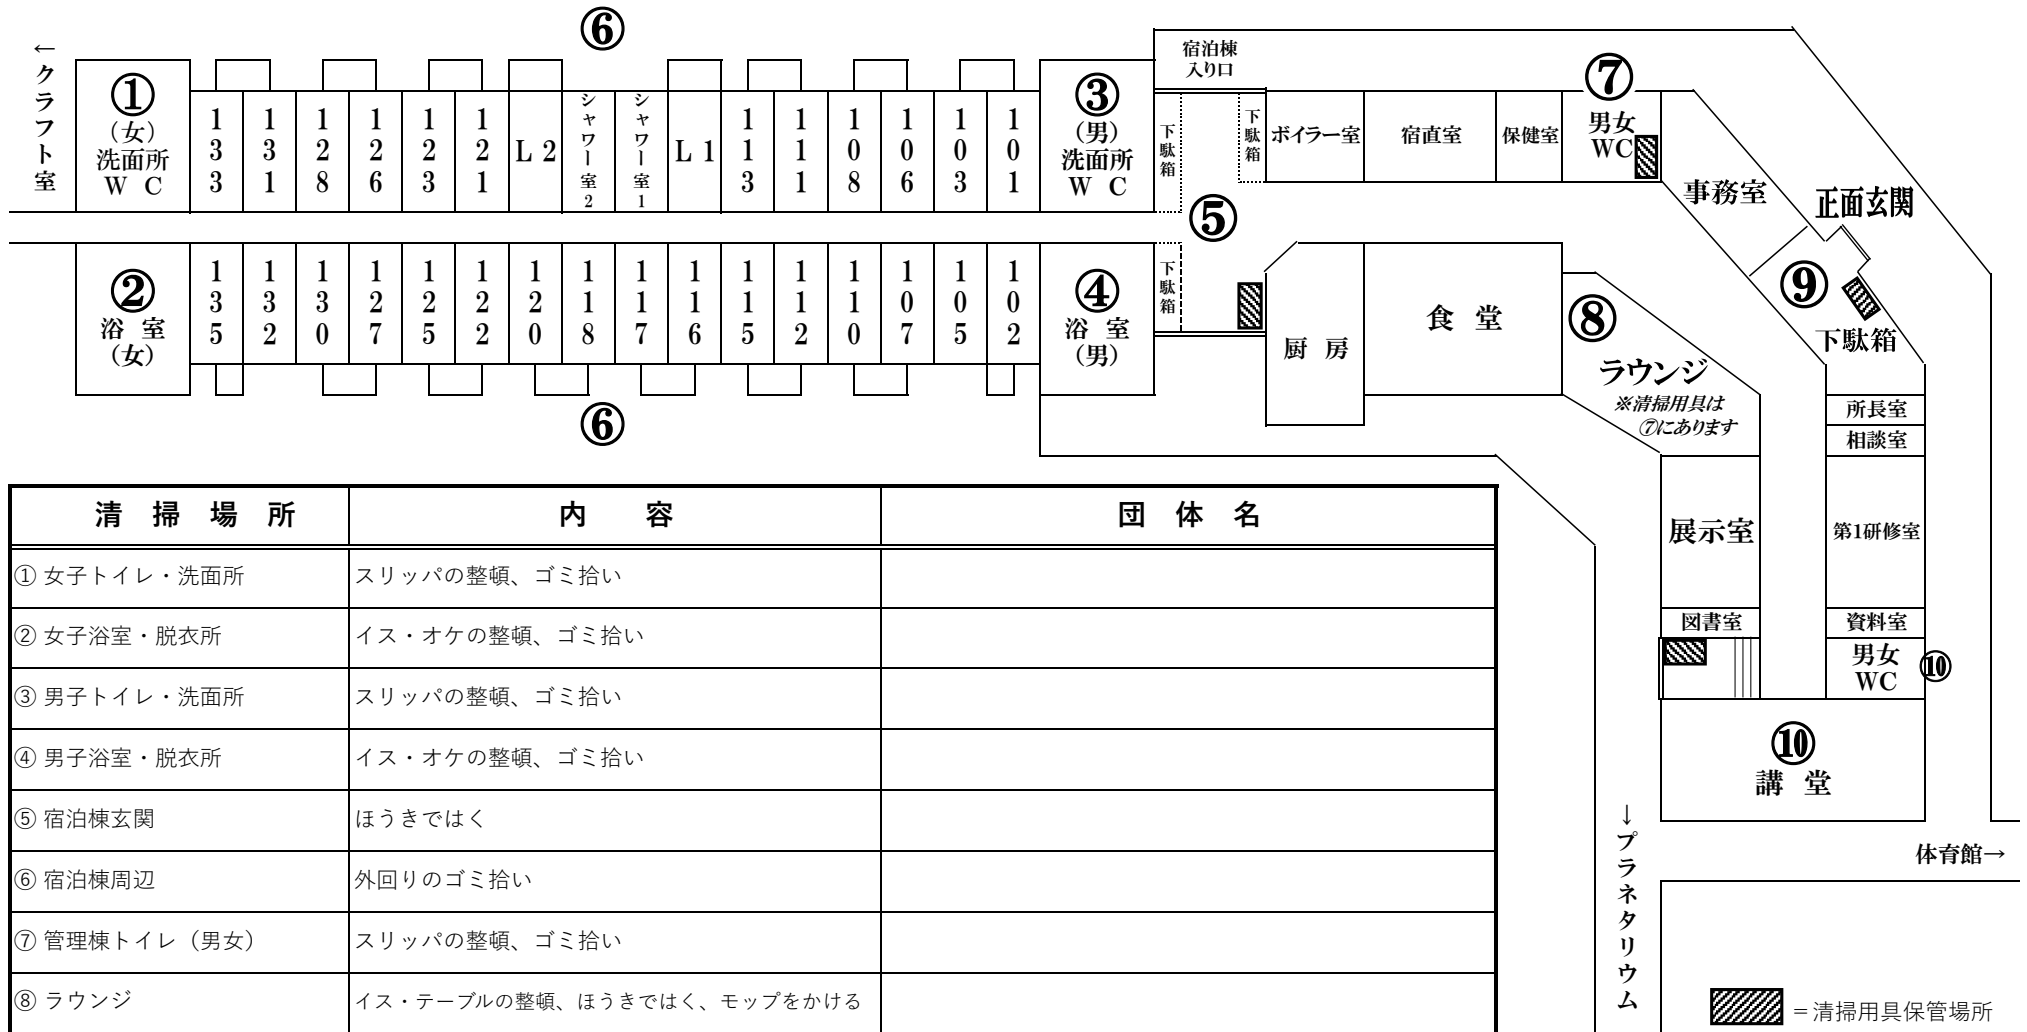 ⑥
←クラフト室
①
（女）
洗面所
W C
133
131
128
126
123
121
L 2
シャワー室2
シャワー室1
L 1
113
111
108
106
103
101
③
（男）
洗面所
W C
宿泊棟
入り口
下駄箱
下駄箱
ボイラー室
宿直室
保健室
⑦
男女
WC
事務室
正面玄関
⑤
②
浴 室
（女）
135
132
130
127
125
122
120
118
117
116
115
112
110
107
105
102
④
浴 室
（男）
下駄箱
厨 房
食 堂
⑧
ラウンジ
※清掃用具は
⑦にあります
⑨
下駄箱
所長室
相談室
⑥
展示室
第1研修室
図書室
資料室
男女
WC
⑩
⑩
講 堂
↓プラネタリウム
体育館→
＝清掃用具保管場所
清 掃 場 所 内 容 団 体 名
① 女子トイレ・洗面所 スリッパの整頓、ゴミ拾い
② 女子浴室・脱衣所 イス・オケの整頓、ゴミ拾い
③ 男子トイレ・洗面所 スリッパの整頓、ゴミ拾い
④ 男子浴室・脱衣所 イス・オケの整頓、ゴミ拾い
⑤ 宿泊棟玄関 ほうきではく
⑥ 宿泊棟周辺 外回りのゴミ拾い
⑦ 管理棟トイレ（男女） スリッパの整頓、ゴミ拾い
⑧ ラウンジ イス・テーブルの整頓、ほうきではく、モップをかける